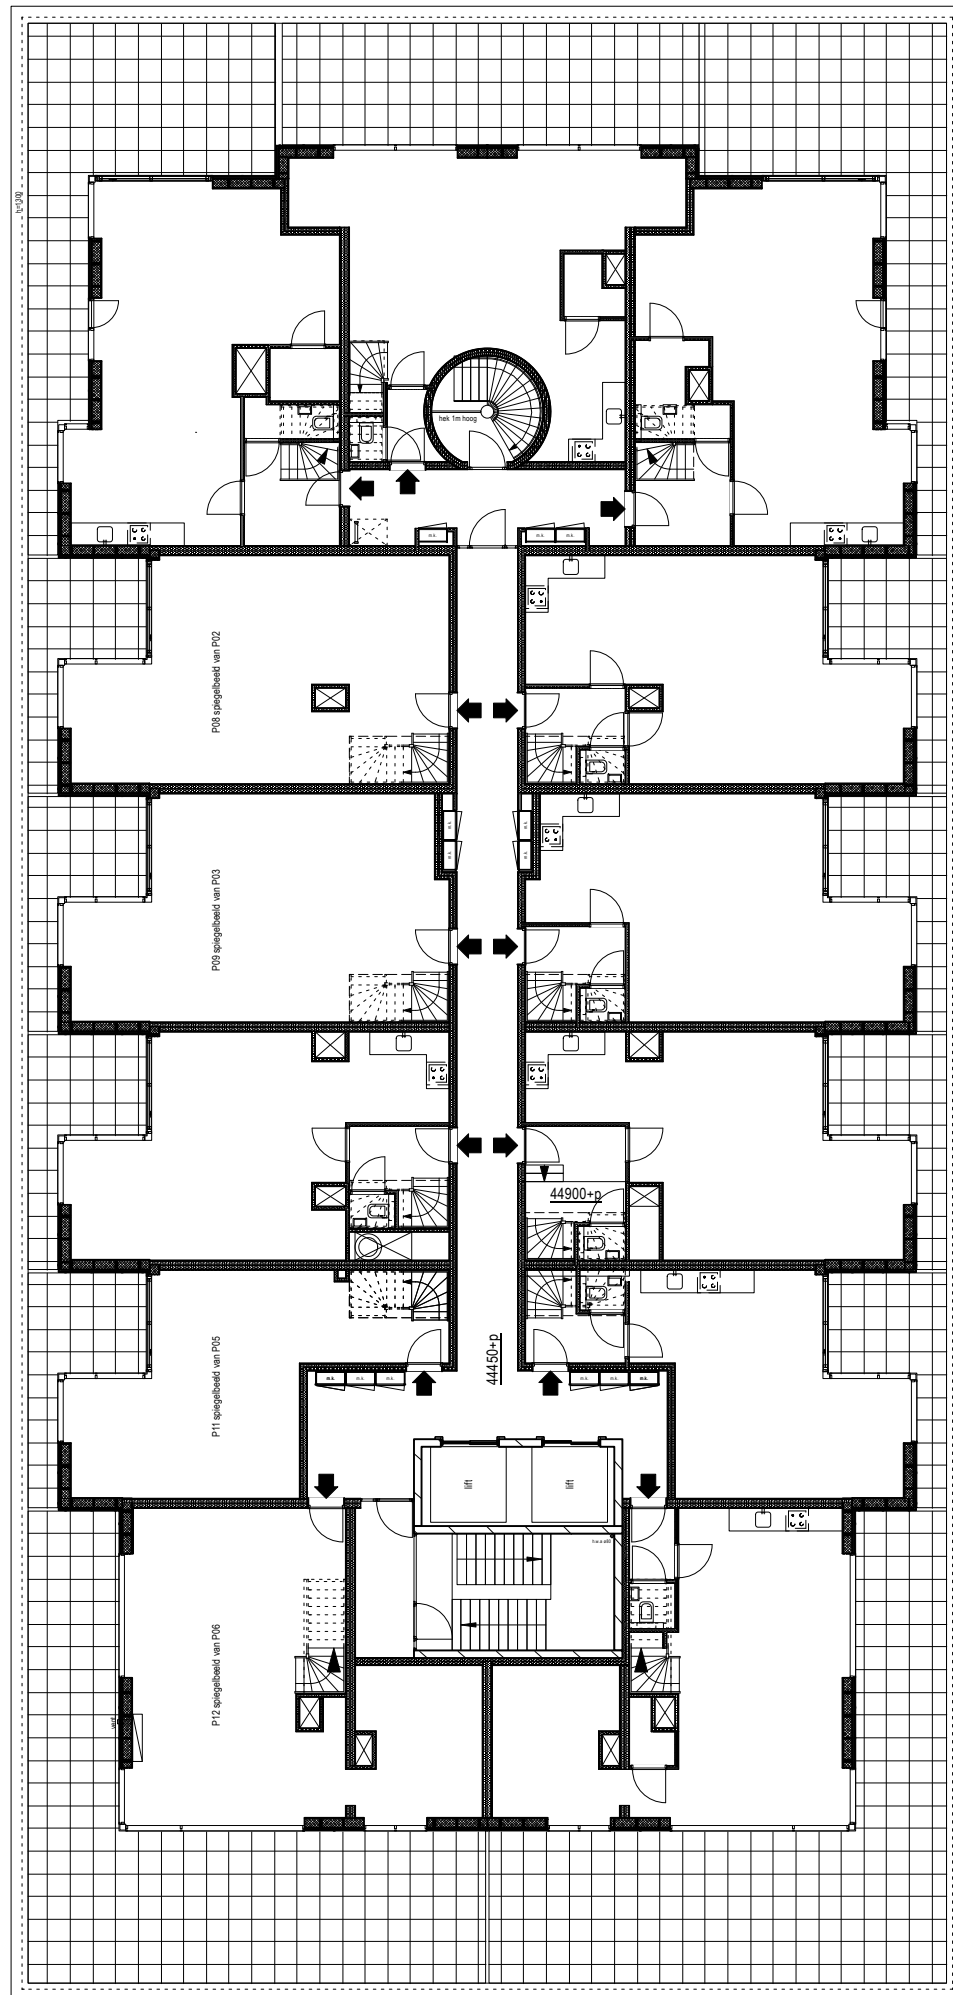 h=1300
hek 1m hoog
m.k.
m.k.
m.k.
P08 spiegelbeeld van P02
m.k.
m.k.
m.k.
m.k.
P09 spiegelbeeld van P03
44900+p
P11 spiegelbeeld van P05
44450+p
m.k.
m.k.
m.k.
m.k.
m.k.
m.k.
lift
lift
P12 spiegelbeeld van P06